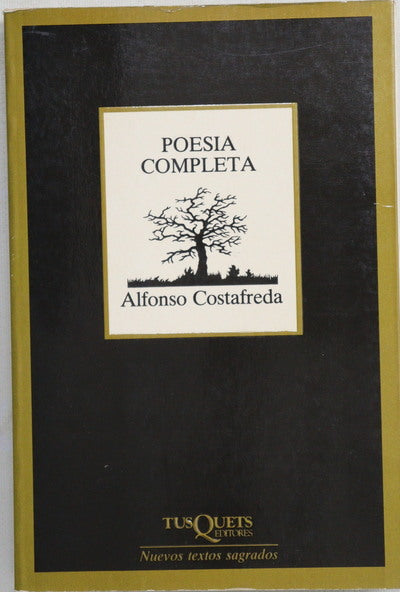 POESIA
COMPLETA
Alfonso Costafreda
TUSQUETS
EDITORES
Nuevos textos sagrados